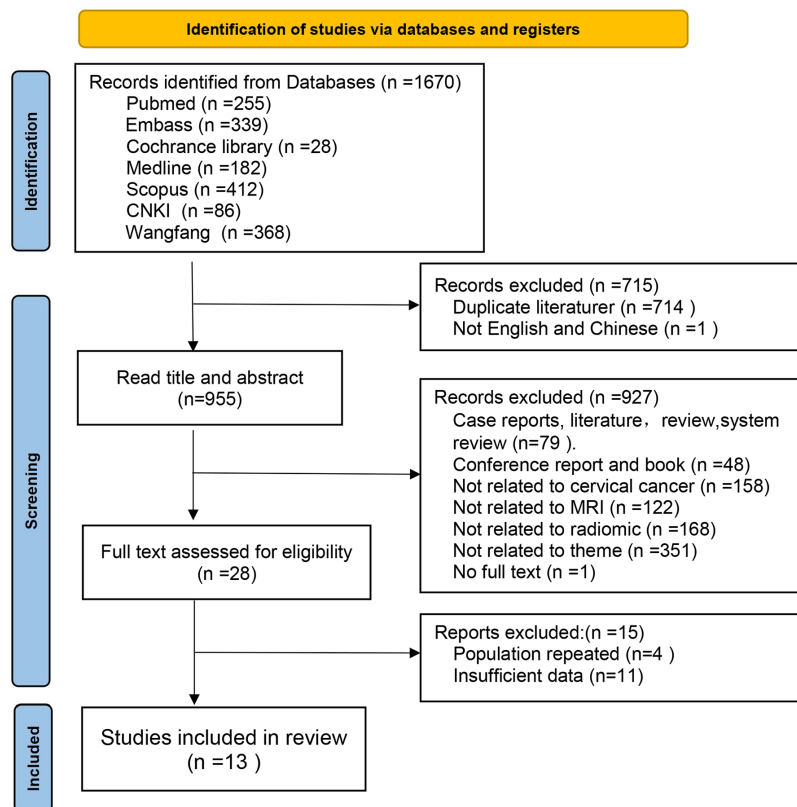 Identification of studies via databases and registers
Identification
Records identified from Databases (n =1670)
Pubmed (n =255)
Embass (n =339)
Cochrance library (n =28)
Medline (n =182)
Scopus (n =412)
CNKI (n =86)
Wangfang (n =368)
Records excluded (n =715)
Duplicate literaturer (n =714 )
Not English and Chinese (n =1 )
Screening
Read title and abstract
(n=955)
Records excluded (n =927)
Case reports, literature，review,system
review (n=79 ).
Conference report and book (n =48)
Not related to cervical cancer (n =158)
Not related to MRI (n =122)
Not related to radiomic (n =168)
Not related to theme (n =351)
No full text (n =1)
Full text assessed for eligibility
(n =28)
Reports excluded:(n =15)
Population repeated (n=4 )
Insufficient data (n=11)
Included
Studies included in review
(n =13 )